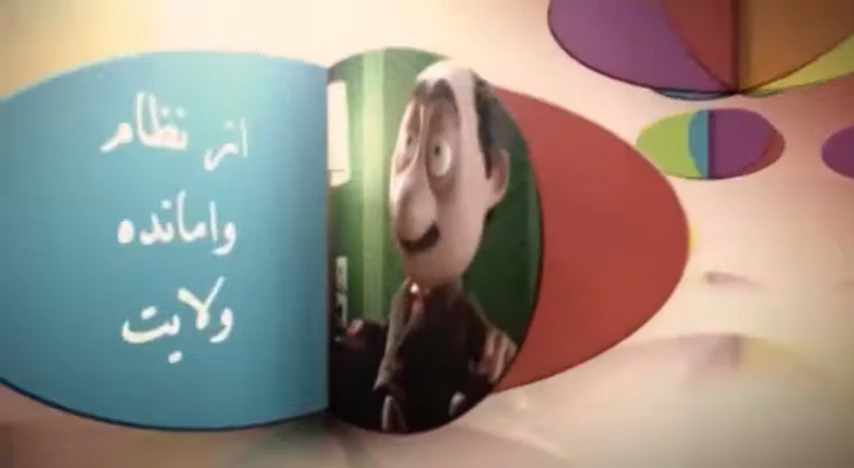 از نظام
وامانده
ولایت